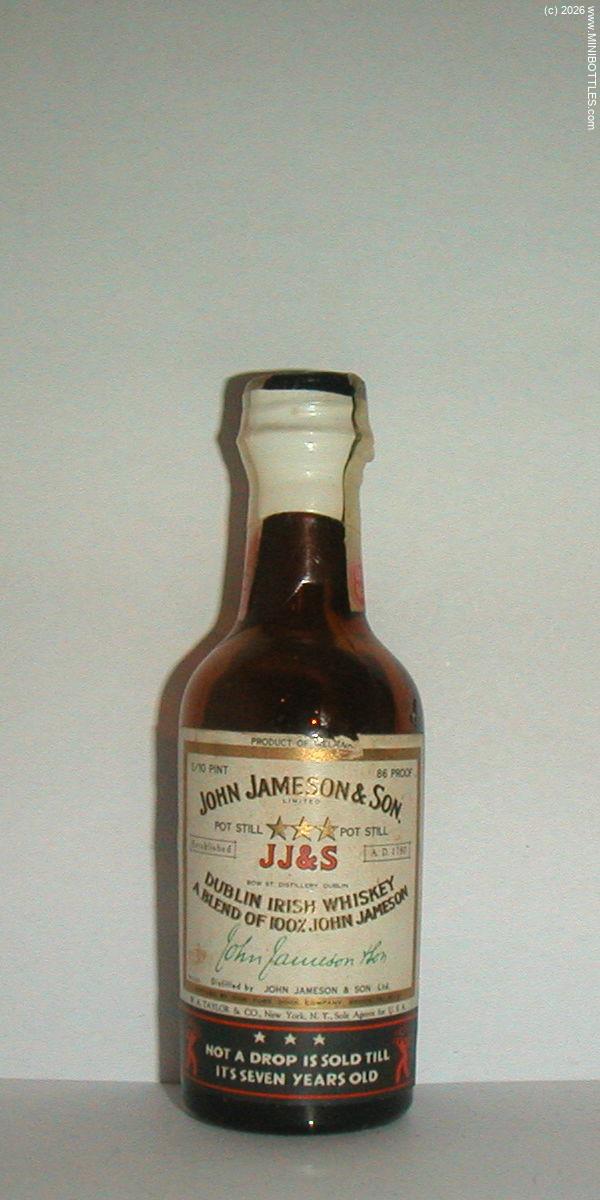 (c) 2026 www.MINIBOTTLES.com
PRODUCT OF
1/10 PINT
86 PROOF
JOHN JAMESON & SON.
LIMITED
POT STILL POT STILL
Established
A. D. 1780
JJ&S
BOW ST. DISTILLERY DUBLIN
DUBLIN IRISH WHISKEY
A BLEND OF 100% JOHN JAMESON
John Jameson & Son
Distilled by JOHN JAMESON & SON Ltd.
A. TAYLOR & CO., New York, N. Y., Sole Agents for U. S. A.
NOT A DROP IS SOLD TILL
IT'S SEVEN YEARS OLD